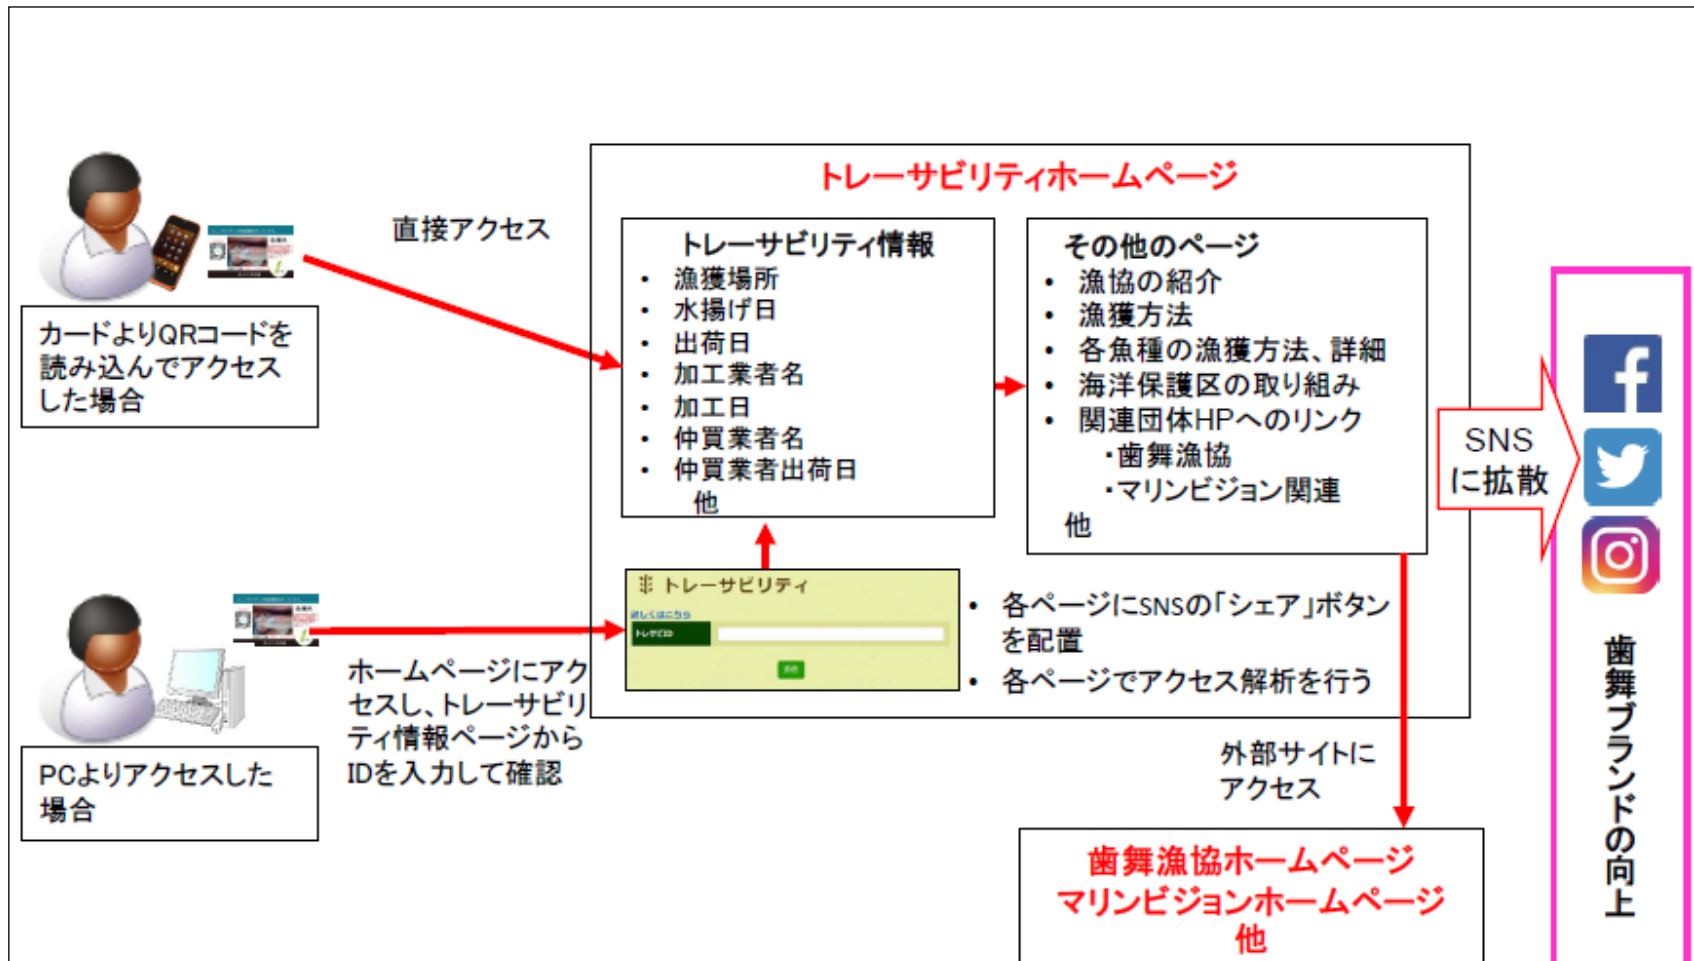 トレーサビリティホームページ
直接アクセス
カードよりQRコードを
読み込んでアクセス
した場合
トレーサビリティ情報
• 漁獲場所
• 水揚げ日
• 出荷日
• 加工業者名
• 加工日
• 仲買業者名
• 仲買業者出荷日
他
その他のページ
• 漁協の紹介
• 漁獲方法
• 各魚種の漁獲方法、詳細
• 海洋保護区の取り組み
• 関連団体HPへのリンク
・歯舞漁協
・マリンビジョン関連
他
SNS
に拡散
歯舞ブランドの向上
トレーサビリティ
詳しくはこちら
トレサビID
• 各ページにSNSの「シェア」ボタン
を配置
• 各ページでアクセス解析を行う
ホームページにアク
セスし、トレーサビリ
ティ情報ページから
IDを入力して確認
PCよりアクセスした
場合
外部サイトに
アクセス
歯舞漁協ホームページ
マリンビジョンホームページ
他